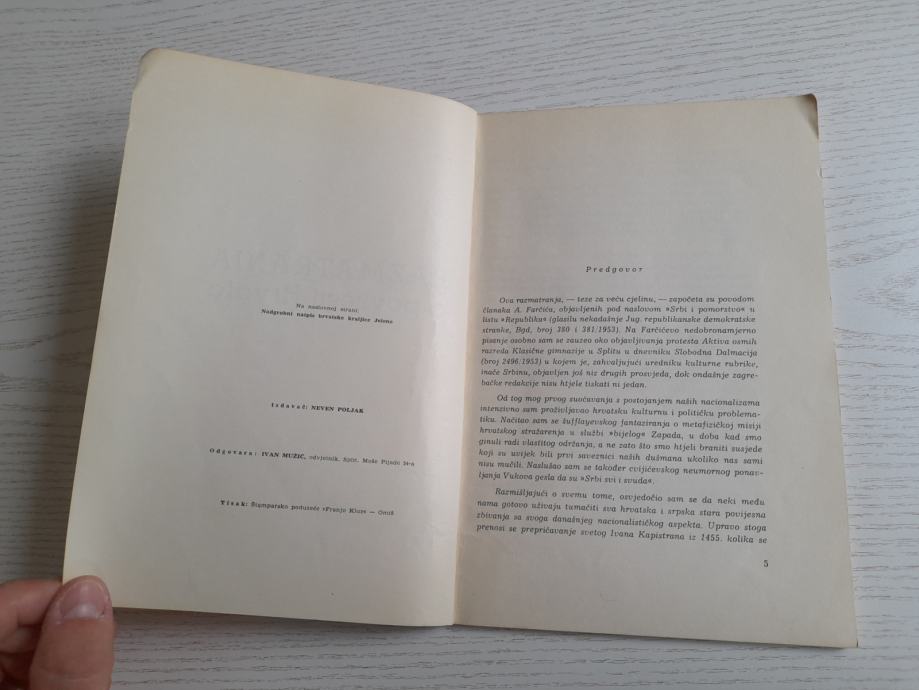 Na naslovnoj strani:
Nadgrobni natpis hrvatske kraljice Jelene
Izdavač: NEVEN POLJAK
Odgovara: IVAN MUŽIĆ, odvjetnik, Split, Moše Pijade 24-a
Tisak: Štamparsko poduzeće »Franjo Kluz« — Omiš
Predgovor
Ova razmatranja, — teze za veću cjelinu, — započeta su povodom
članaka A. Farčića, objavljenih pod naslovom »Srbi i pomorstvo« u
listu »Republika« (glasilu nekadašnje Jug. republikanske demokratske
stranke, Bgd, broj 380 i 381/1953). Na Farčićevo nedobronamjerno
pisanje osobno sam se zauzeo oko objavljivanja protesta Aktiva osmih
razreda Klasične gimnazije u Splitu u dnevniku Slobodna Dalmacija
(broj 2496/1953) u kojem je, zahvaljujući uredniku kulturne rubrike,
inače Srbinu, objavljen još niz drugih prosvjeda, dok ondašnje zagre-
bačke redakcije nisu htjele tiskati ni jedan.
Od tog mog prvog suočavanja s postojanjem naših nacionalizama
intenzivno sam proživljavao hrvatsku kulturnu i političku problema-
tiku. Načitao sam se šufflayevskog fantaziranja o metafizičkoj misiji
hrvatskog stražarenja u službi »bijelog« Zapada, u doba kad smo
ginuli radi vlastitog održanja, a ne zato što smo htjeli braniti susjede
koji su uvijek bili prvi saveznici naših dušmana ukoliko nas sami
nisu mučili. Naslušao sam se također cvijićevskog neumornog ponav-
ljanja Vukova gesla da su »Srbi svi i svuda«.
Razmišljajući o svemu tome, osvjedočio sam se da neki među
nama gotovo uživaju tumačiti sva hrvatska i srpska stara povijesna
zbivanja sa svoga današnjeg nacionalističkog aspekta. Upravo stoga
prenosi se prepričavanje svetog Ivana Kapistrana iz 1455. kolika se
5